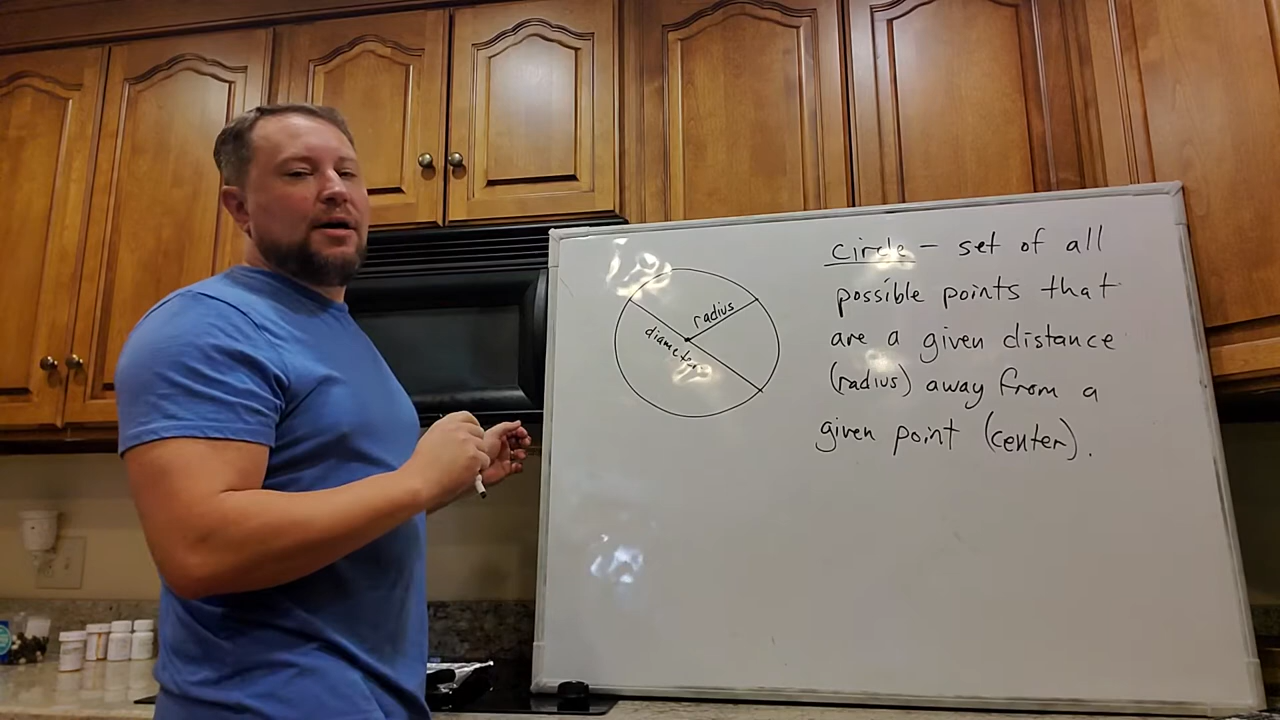 radius
diameter
circle - set of all
possible points that
are a given distance
(radius) away from a
given point (center).